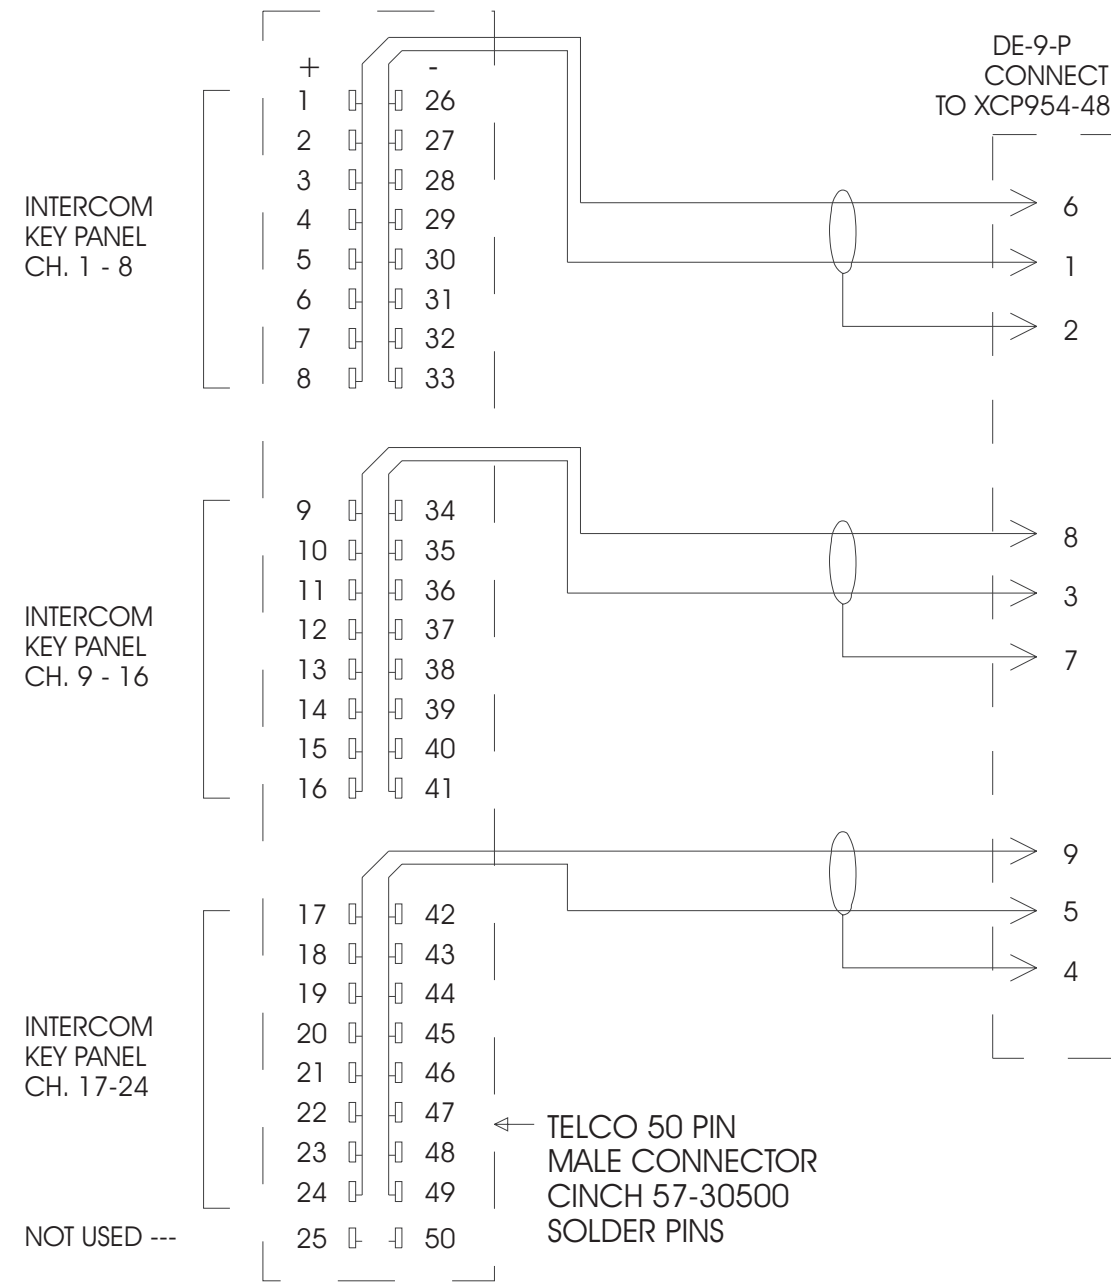 DE-9-P
CONNECT
TO XCP954-48
+ -
1 26
2 27
3 28
4 29
5 30
6 31
7 32
8 33
INTERCOM
KEY PANEL
CH. 1 - 8
6
1
2
9 34
10 35
11 36
12 37
13 38
14 39
15 40
16 41
INTERCOM
KEY PANEL
CH. 9 - 16
8
3
7
17 42
18 43
19 44
20 45
21 46
22 47
23 48
24 49
INTERCOM
KEY PANEL
CH. 17-24
9
5
4
TELCO 50 PIN
MALE CONNECTOR
CINCH 57-30500
SOLDER PINS
NOT USED --- 25 50